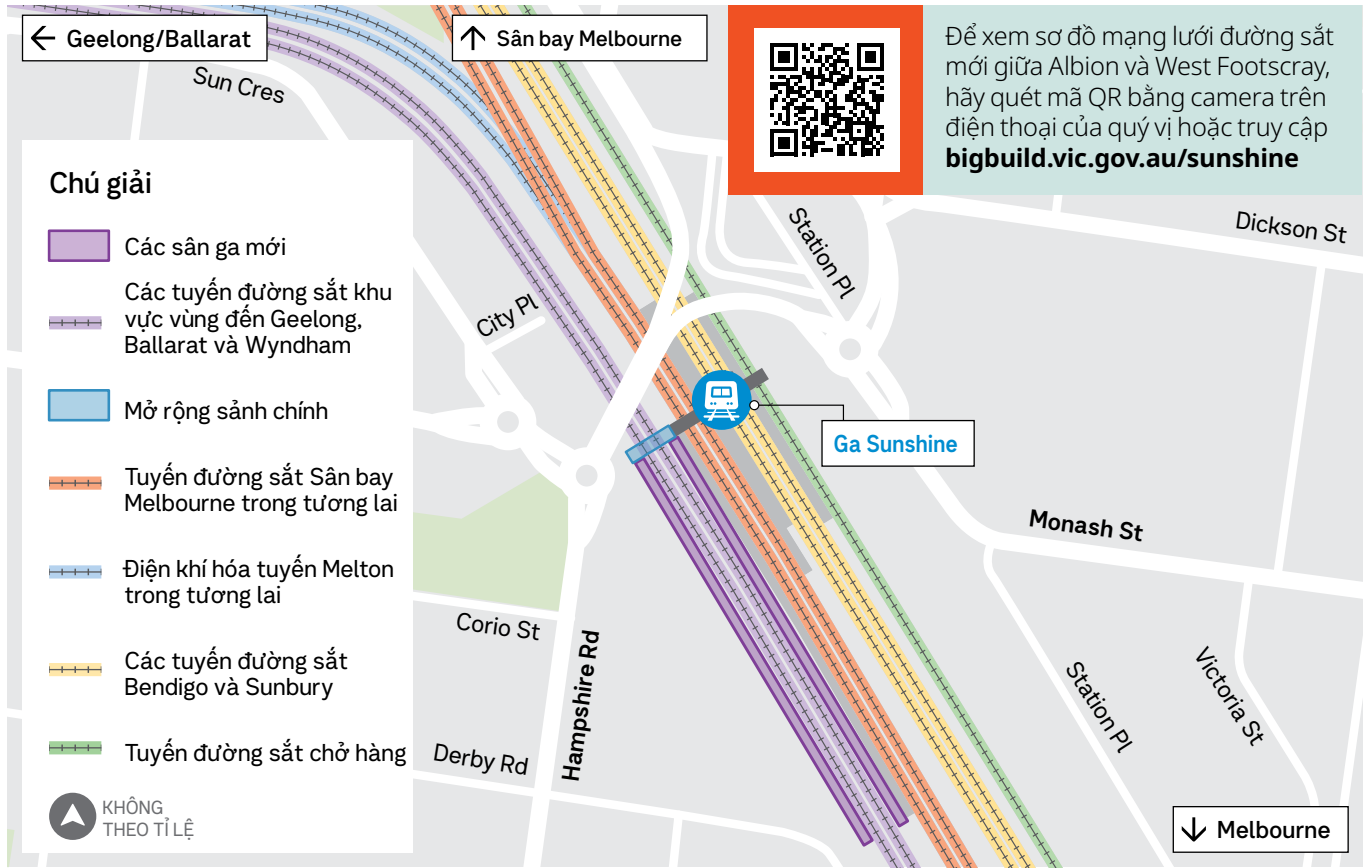 ← Geelong/Ballarat
↑ Sân bay Melbourne
Để xem sơ đồ mạng lưới đường sắt
mới giữa Albion và West Footscray,
hãy quét mã QR bằng camera trên
điện thoại của quý vị hoặc truy cập
bigbuild.vic.gov.au/sunshine
Sun Cres
Chú giải
Các sân ga mới
Các tuyến đường sắt khu
vực vùng đến Geelong,
Ballarat và Wyndham
Mở rộng sảnh chính
Tuyến đường sắt Sân bay
Melbourne trong tương lai
Điện khí hóa tuyến Melton
trong tương lai
Các tuyến đường sắt
Bendigo và Sunbury
Tuyến đường sắt chở hàng
KHÔNG
THEO TỈ LỆ
Station Pl
Dickson St
City Pl
Ga Sunshine
Monash St
Corio St
Hampshire Rd
Derby Rd
Station Pl
Victoria St
↓ Melbourne